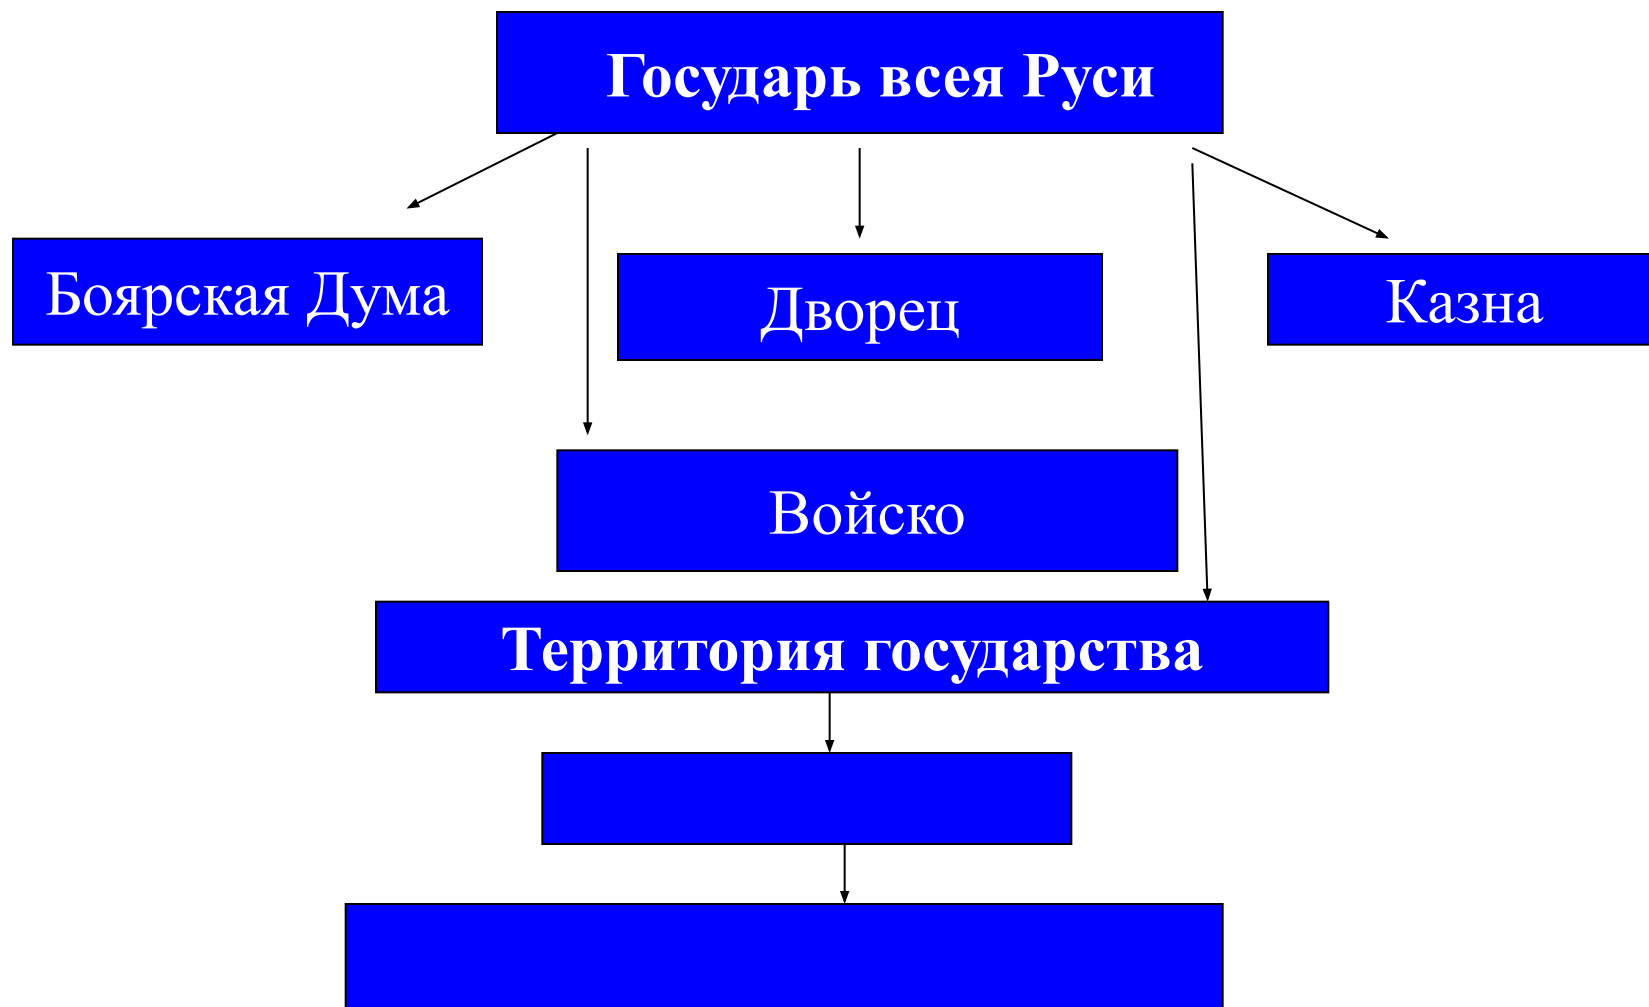 Государь всея Руси
Боярская Дума
Дворец
Казна
Войско
Территория государства